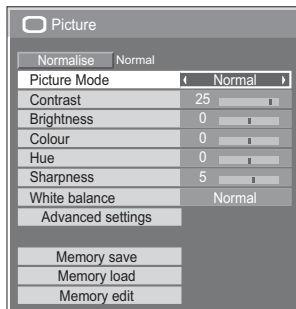 Picture
Normalise Normal
Picture Mode Normal
Contrast 25
Brightness 0
Colour 0
Hue 0
Sharpness 5
White balance Normal
Advanced settings
Memory save
Memory load
Memory edit